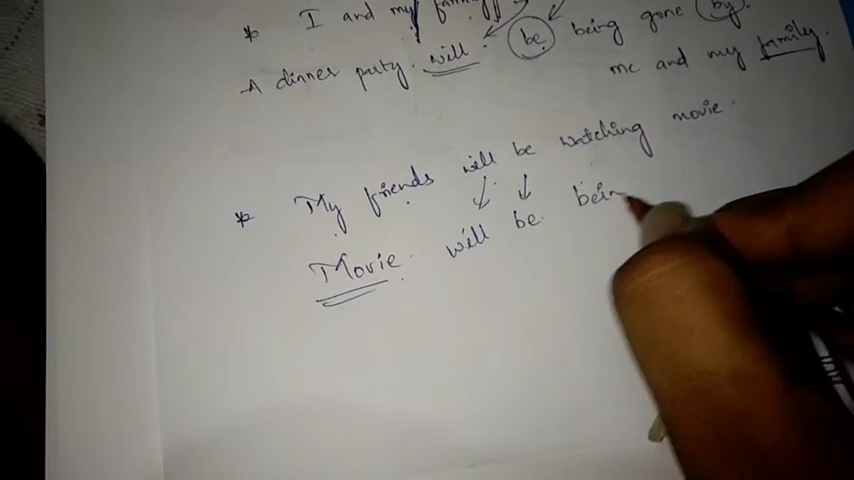 * I and my family
A dinner party. will. be being gone by
me and my family.
* My friends will be watching movie.
Movie. will be. bein